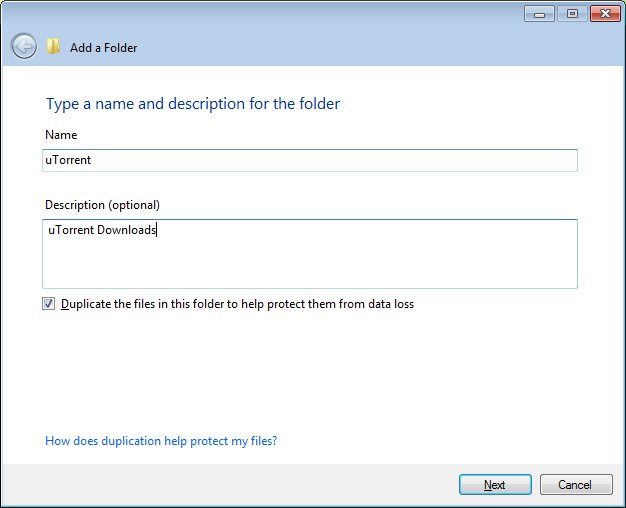 Add a Folder
Type a name and description for the folder
Name
uTorrent
Description (optional)
uTorrent Downloads
Duplicate the files in this folder to help protect them from data loss
How does duplication help protect my files?
Next
Cancel